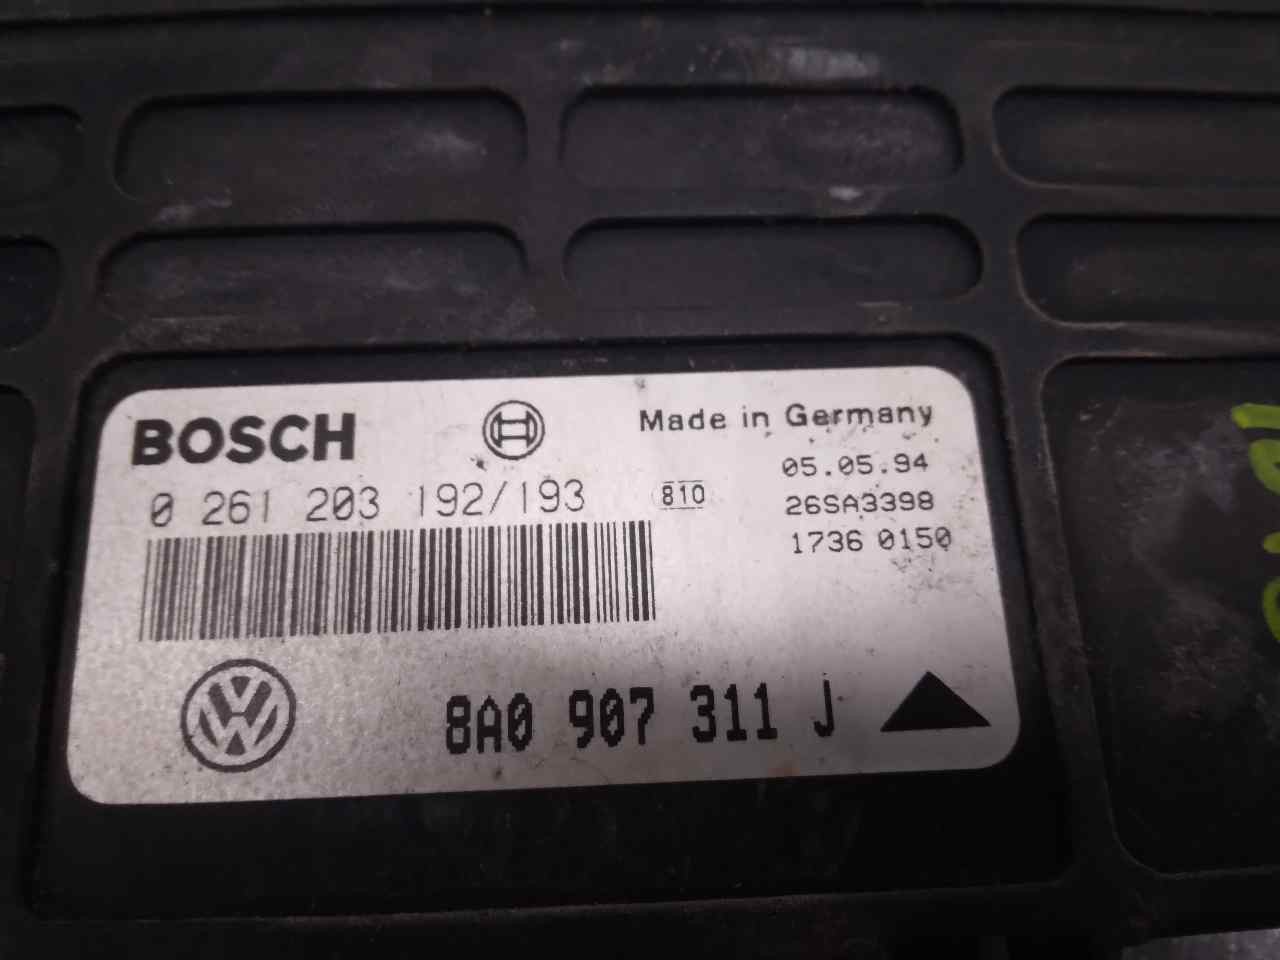 BOSCH
Made in Germany
05.05.94
0 261 203 192/193
810
26SA3398
1736 0150
8A0 907 311 J